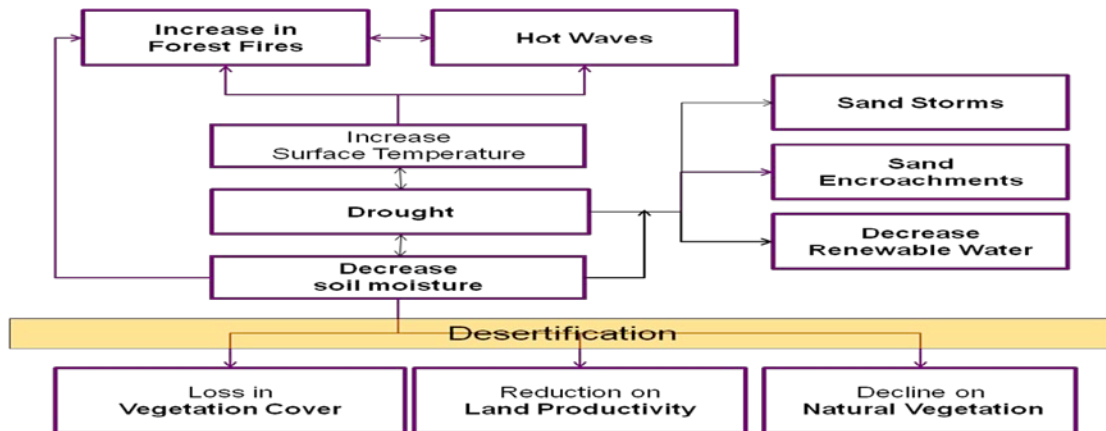 Increase in
Forest Fires
Hot Waves
Sand Storms
Increase
Surface Temperature
Sand
Encroachments
Drought
Decrease
Renewable Water
Decrease
soil moisture
Desertification
Loss in
Vegetation Cover
Reduction on
Land Productivity
Decline on
Natural Vegetation